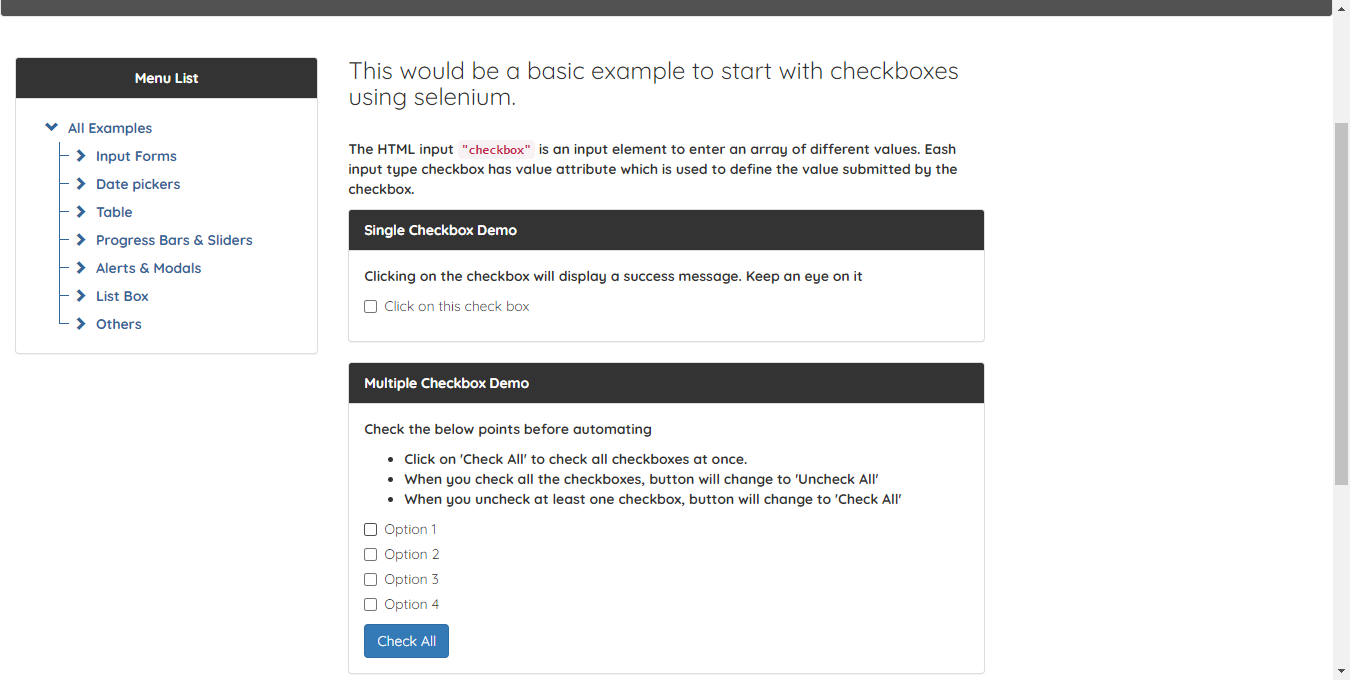 Menu List
All Examples
Input Forms
Date pickers
Table
Progress Bars & Sliders
Alerts & Modals
List Box
Others
This would be a basic example to start with checkboxes
using selenium.
The HTML input "checkbox" is an input element to enter an array of different values. Eash
input type checkbox has value attribute which is used to define the value submitted by the
checkbox.
Single Checkbox Demo
Clicking on the checkbox will display a success message. Keep an eye on it
Click on this check box
Multiple Checkbox Demo
Check the below points before automating
• Click on 'Check All' to check all checkboxes at once.
• When you check all the checkboxes, button will change to 'Uncheck All'
• When you uncheck at least one checkbox, button will change to 'Check All'
Option 1
Option 2
Option 3
Option 4
Check All